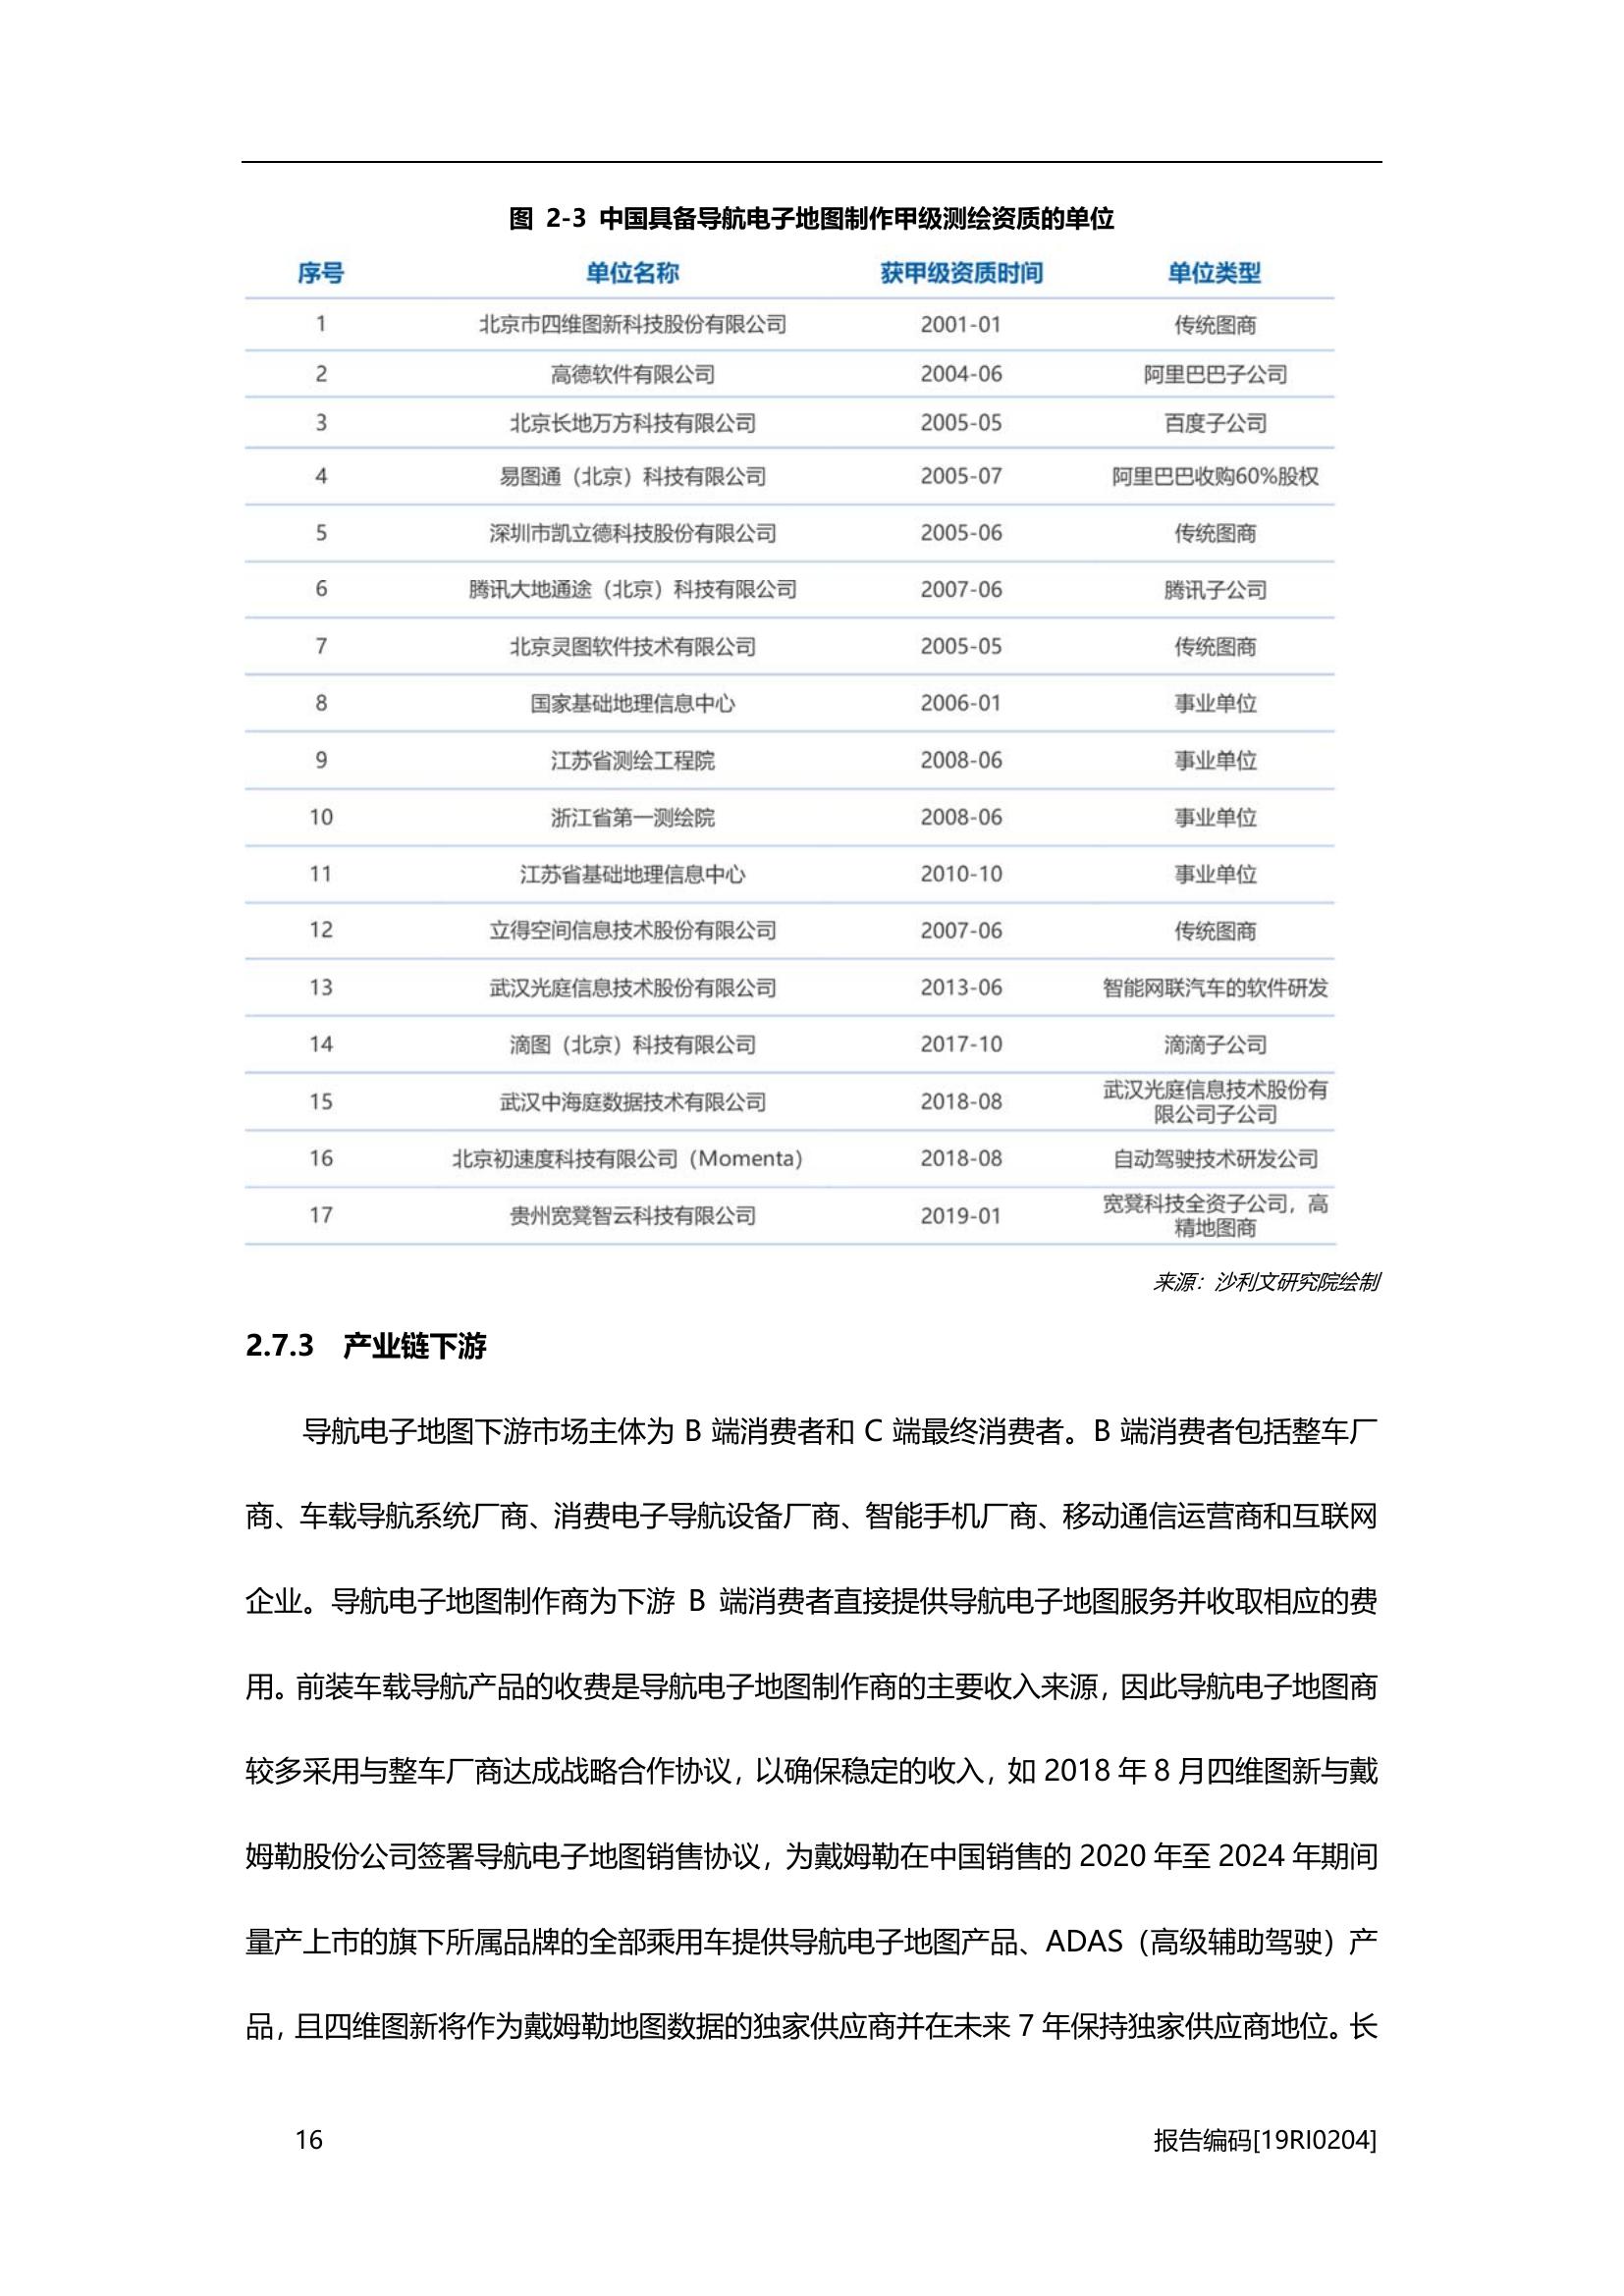 图 2-3 中国具备导航电子地图制作甲级测绘资质的单位
序号 单位名称 获甲级资质时间 单位类型
1 北京市四维图新科技股份有限公司 2001-01 传统图商
2 高德软件有限公司 2004-06 阿里巴巴子公司
3 北京长地万方科技有限公司 2005-05 百度子公司
4 易图通（北京）科技有限公司 2005-07 阿里巴巴收购60%股权
5 深圳市凯立德科技股份有限公司 2005-06 传统图商
6 腾讯大地通途（北京）科技有限公司 2007-06 腾讯子公司
7 北京灵图软件技术有限公司 2005-05 传统图商
8 国家基础地理信息中心 2006-01 事业单位
9 江苏省测绘工程院 2008-06 事业单位
10 浙江省第一测绘院 2008-06 事业单位
11 江苏省基础地理信息中心 2010-10 事业单位
12 立得空间信息技术股份有限公司 2007-06 传统图商
13 武汉光庭信息技术股份有限公司 2013-06 智能网联汽车的软件研发
14 滴图（北京）科技有限公司 2017-10 滴滴子公司
15 武汉中海庭数据技术有限公司 2018-08 武汉光庭信息技术股份有
限公司子公司
16 北京初速度科技有限公司（Momenta） 2018-08 自动驾驶技术研发公司
17 贵州宽凳智云科技有限公司 2019-01 宽凳科技全资子公司，高
精地图商
来源：沙利文研究院绘制
2.7.3 产业链下游
导航电子地图下游市场主体为 B 端消费者和 C 端最终消费者。B 端消费者包括整车厂
商、车载导航系统厂商、消费电子导航设备厂商、智能手机厂商、移动通信运营商和互联网
企业。导航电子地图制作商为下游 B 端消费者直接提供导航电子地图服务并收取相应的费
用。前装车载导航产品的收费是导航电子地图制作商的主要收入来源，因此导航电子地图商
较多采用与整车厂商达成战略合作协议，以确保稳定的收入，如 2018 年 8 月四维图新与戴
姆勒股份公司签署导航电子地图销售协议，为戴姆勒在中国销售的 2020 年至 2024 年期间
量产上市的旗下所属品牌的全部乘用车提供导航电子地图产品、ADAS（高级辅助驾驶）产
品，且四维图新将作为戴姆勒地图数据的独家供应商并在未来 7 年保持独家供应商地位。长
16 报告编码[19RI0204]